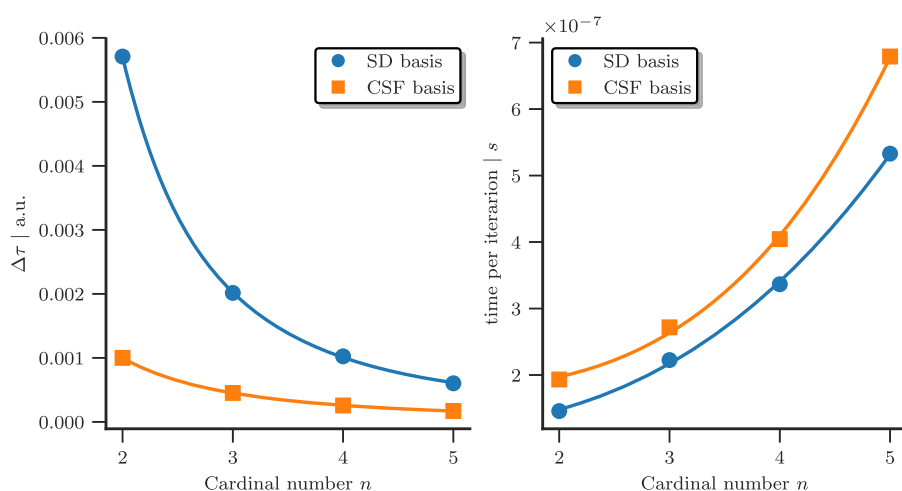 0.006
0.005
0.004
0.003
0.002
0.001
0.000
Δτ | a.u.
SD basis
CSF basis
2 3 4 5
Cardinal number n
×10⁻⁷
7
6
5
4
3
2
time per iterarion | s
SD basis
CSF basis
2 3 4 5
Cardinal number n